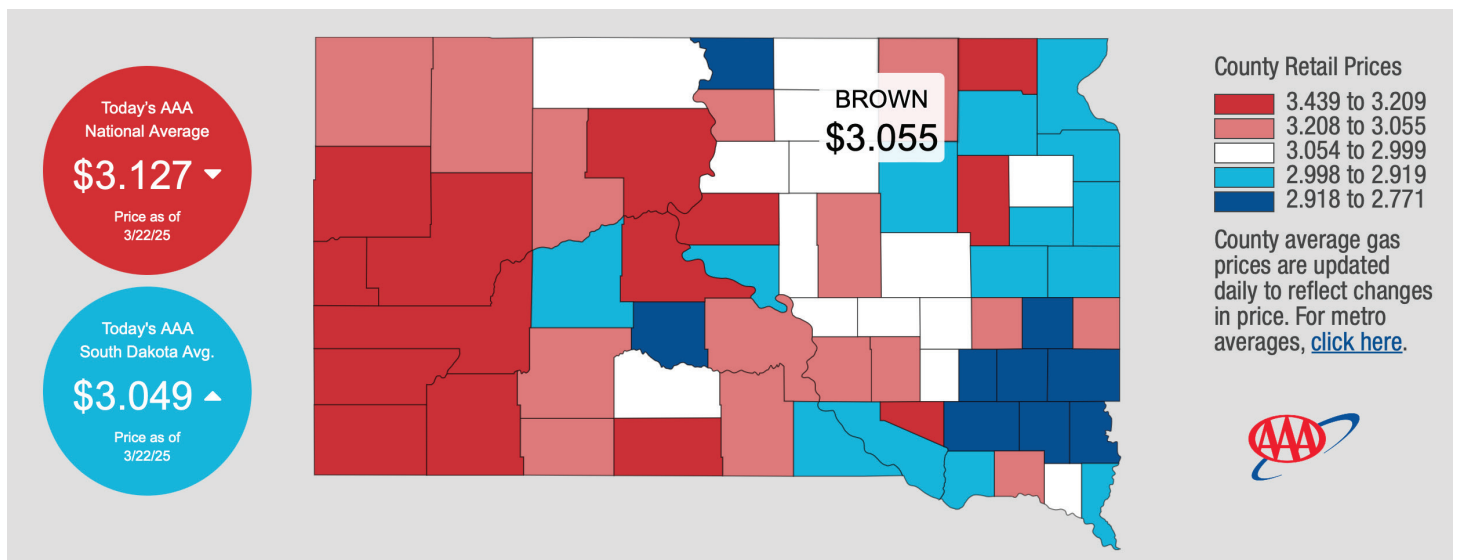 Today's AAA
National Average
$3.127
Price as of
3/22/25
Today's AAA
South Dakota Avg.
$3.049
Price as of
3/22/25
BROWN
$3.055
County Retail Prices
3.439 to 3.209
3.208 to 3.055
3.054 to 2.999
2.998 to 2.919
2.918 to 2.771
County average gas
prices are updated
daily to reflect changes
in price. For metro
averages, click here.
AAA